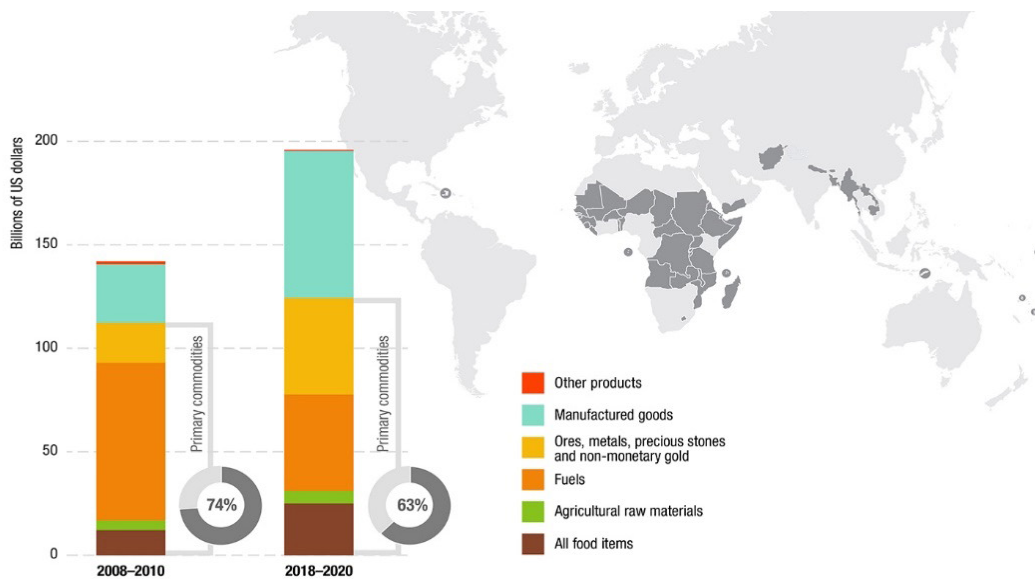 Billions of US dollars
200
150
100
50
0
Primary commodities
74%
Primary commodities
63%
2008–2010
2018–2020
Other products
Manufactured goods
Ores, metals, precious stones
and non-monetary gold
Fuels
Agricultural raw materials
All food items